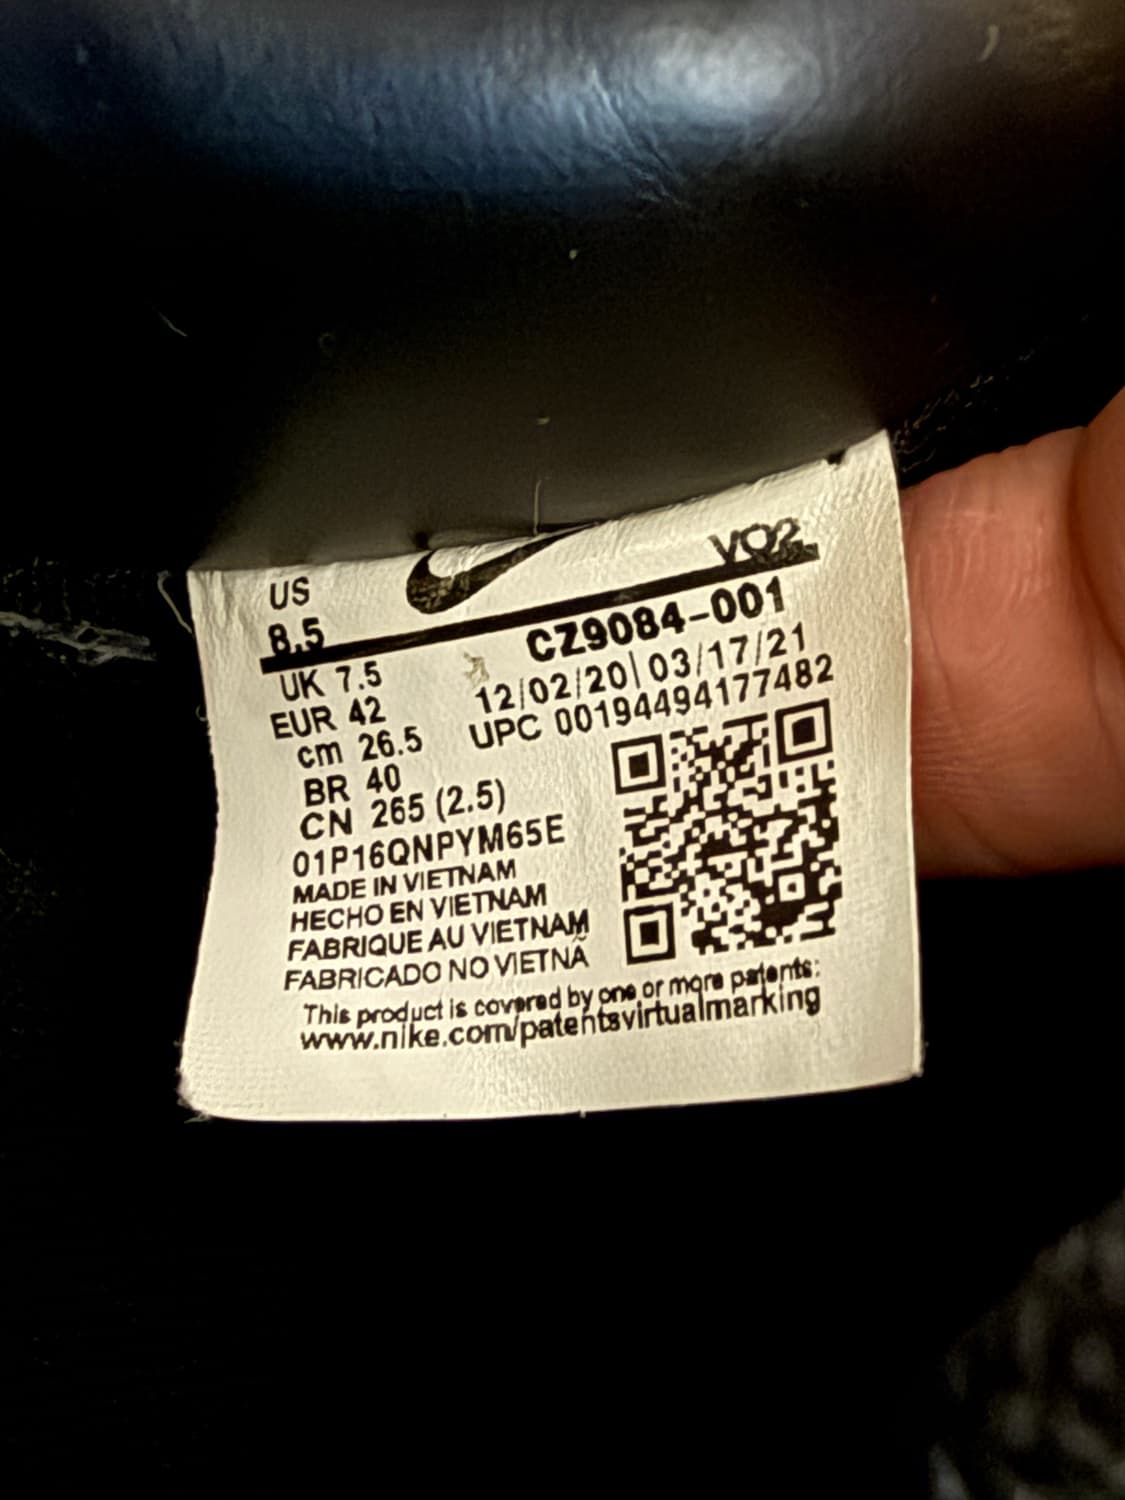 US
8.5
VO2
CZ9084-001
12/02/20\ 03/17/21
UPC 00194494177482
UK 7.5
EUR 42
cm 26.5
BR 40
CN 265 (2.5)
01P16QNPYM65E
MADE IN VIETNAM
HECHO EN VIETNAM
FABRIQUE AU VIETNAM
FABRICADO NO VIETNÃ
This product is covered by one or more patents:
www.nike.com/patentsvirtualmarking